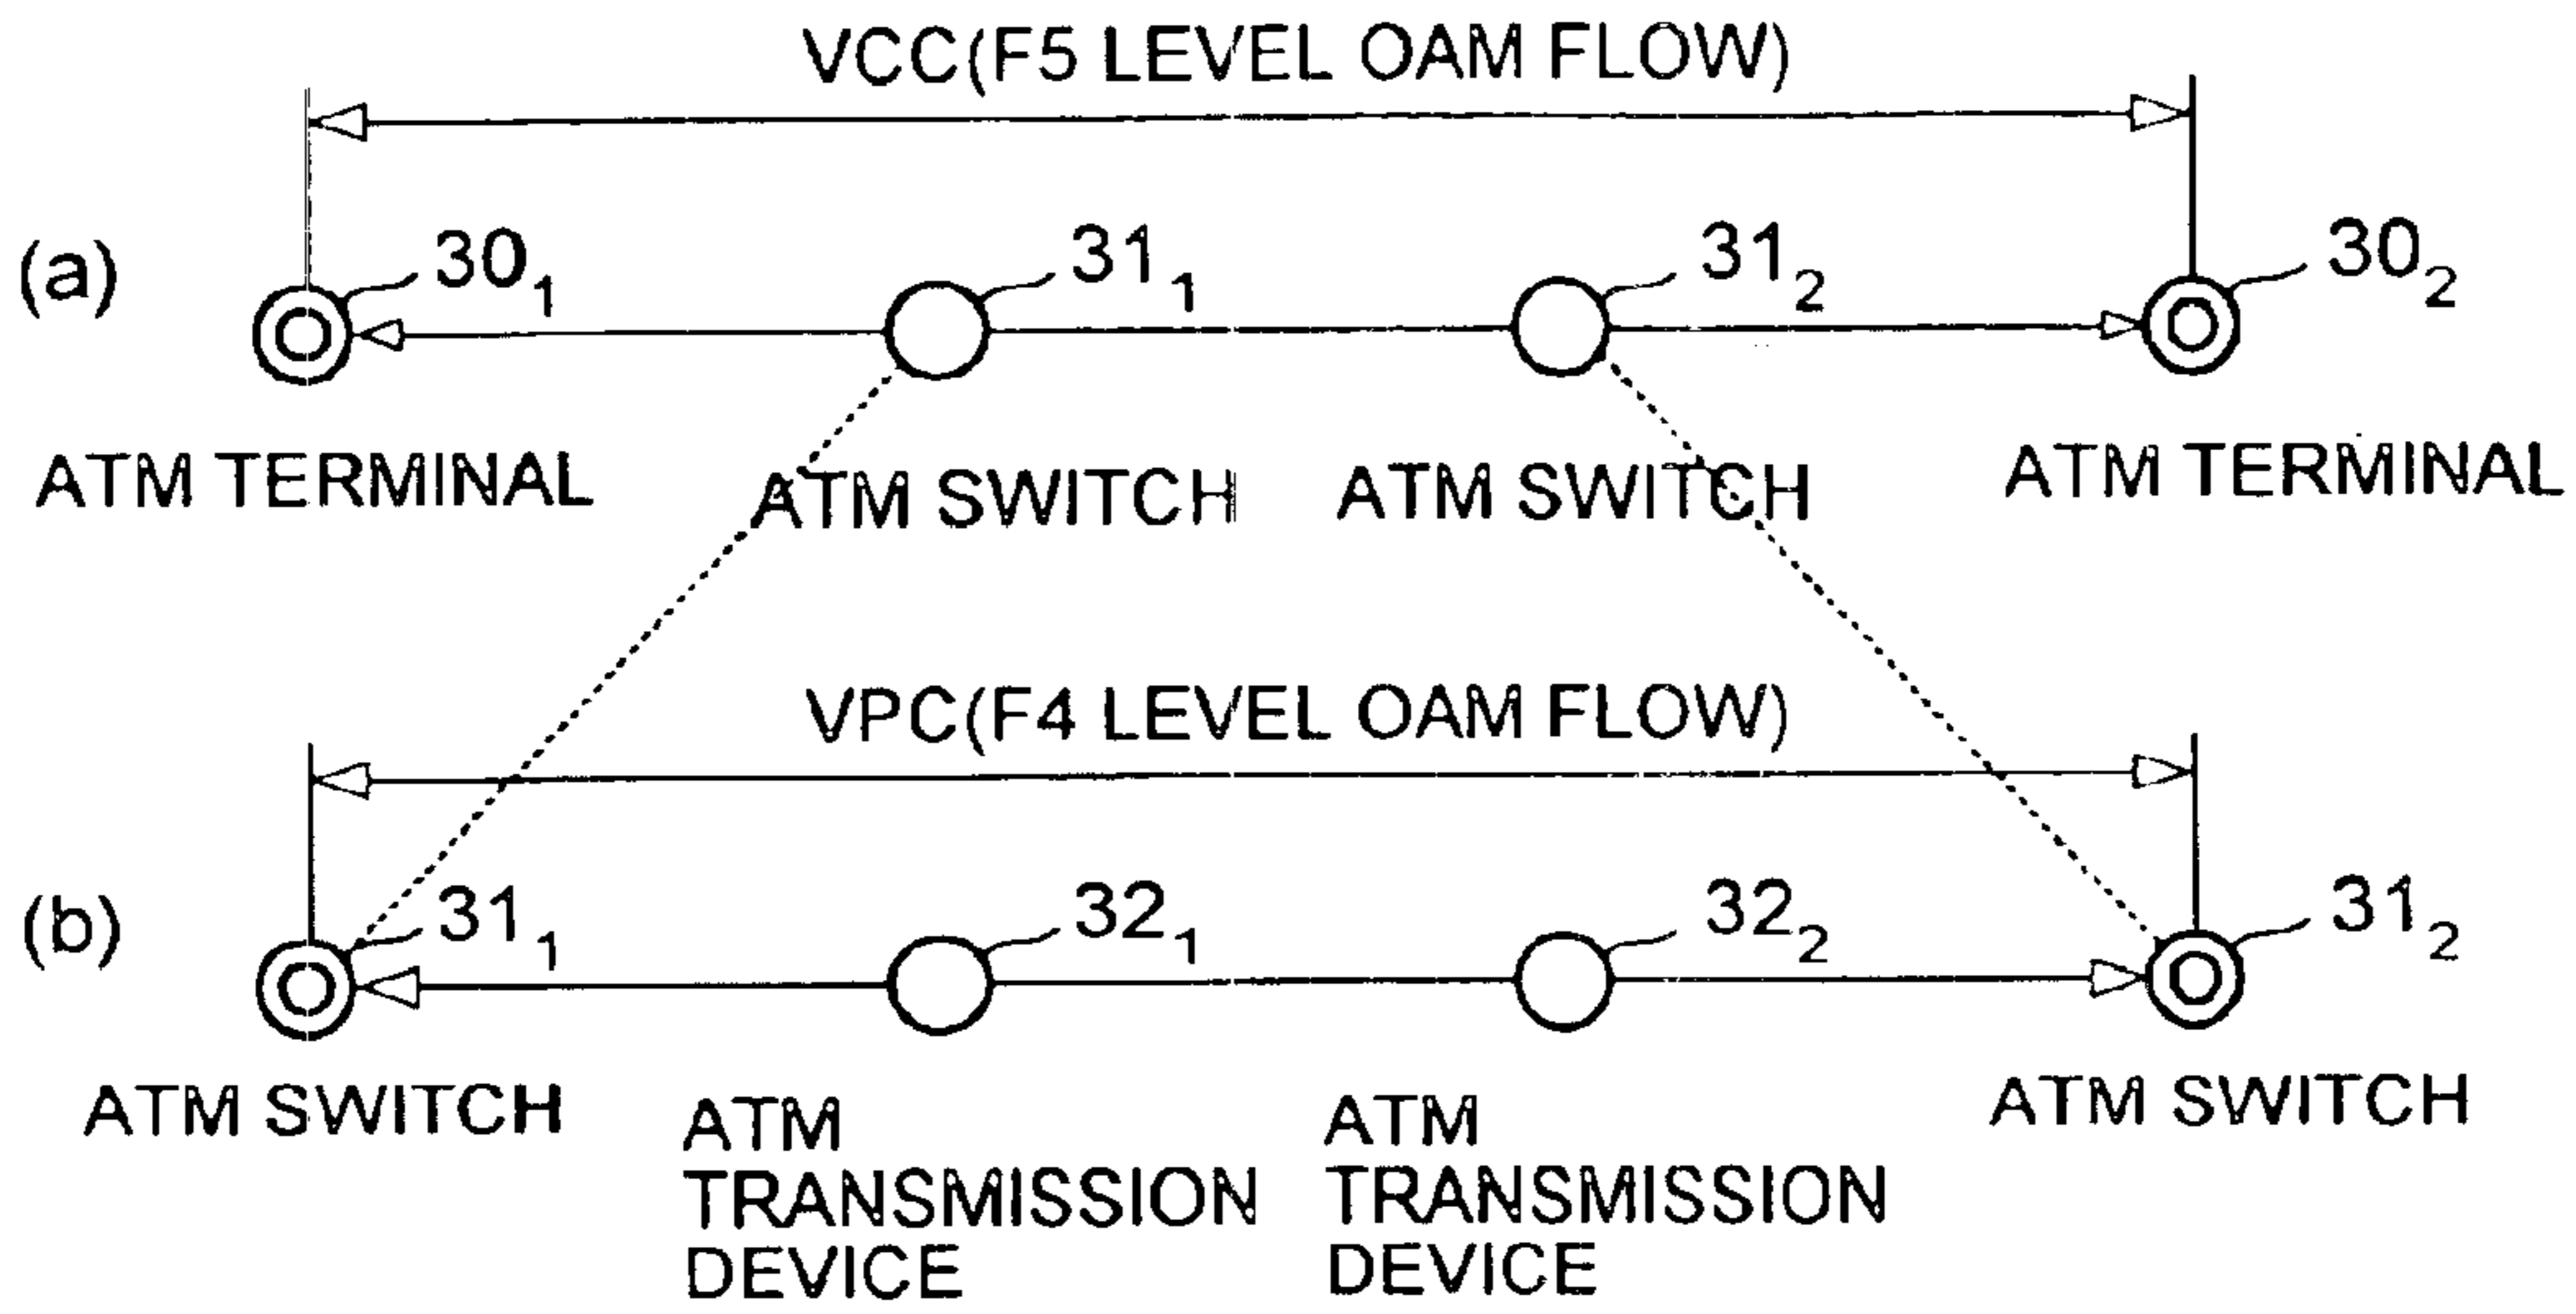 VCC(F5 LEVEL OAM FLOW)
(a)
30₁
31₁
31₂
30₂
ATM TERMINAL
ATM SWITCH
ATM SWITCH
ATM TERMINAL
VPC(F4 LEVEL OAM FLOW)
(b)
31₁
32₁
32₂
31₂
ATM SWITCH
ATM
TRANSMISSION
DEVICE
ATM
TRANSMISSION
DEVICE
ATM SWITCH